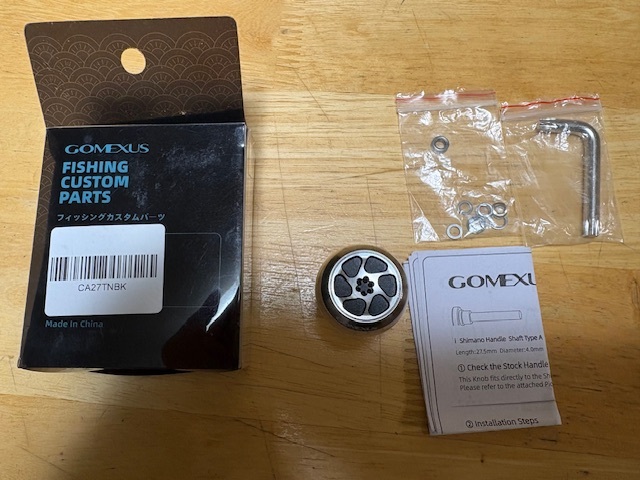 GOMEXUS
FISHING
CUSTOM
PARTS
フィッシングカスタムパーツ
CA27TNBK
Made in China
GOMEXU
Shimano Handle Shaft Type A
Length:27.5mm Diameter:4.0mm
① Check the Stock Handle
This Knob fits directly to the Sh
Please refer to the attached
② Installation Steps